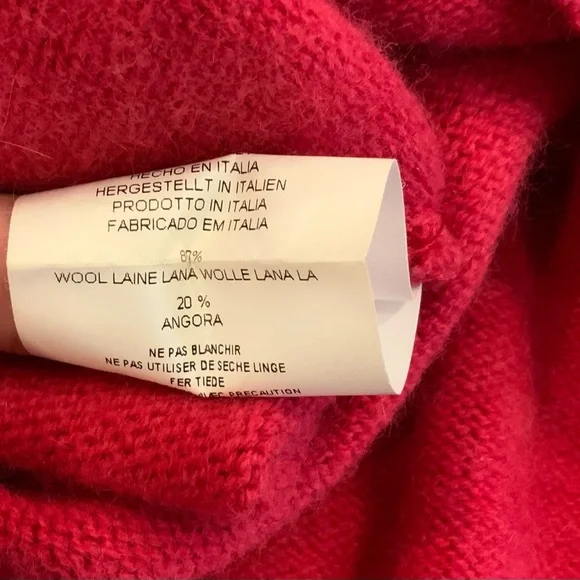 HECHO EN ITALIA
HERGESTELLT IN ITALIEN
PRODOTTO IN ITALIA
FABRICADO EM ITALIA
WOOL LAINE LANA WOLLE LANA LA
20 %
ANGORA
NE PAS BLANCHIR
NE PAS UTILISER DE SECHE LINGE
FER TIEDE
AVEC PRECAUTION